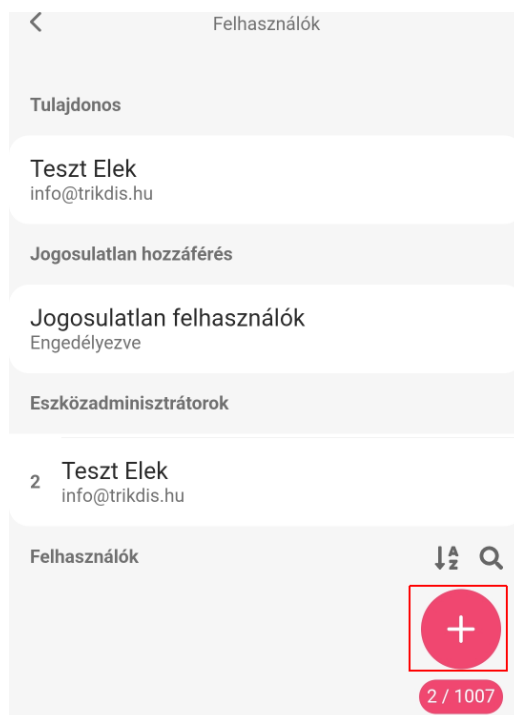 Felhasználók
Tulajdonos
Teszt Elek
info@trikdis.hu
Jogosulatlan hozzáférés
Jogosulatlan felhasználók
Engedélyezve
Eszközadminisztrátorok
2 Teszt Elek
info@trikdis.hu
Felhasználók
2 / 1007